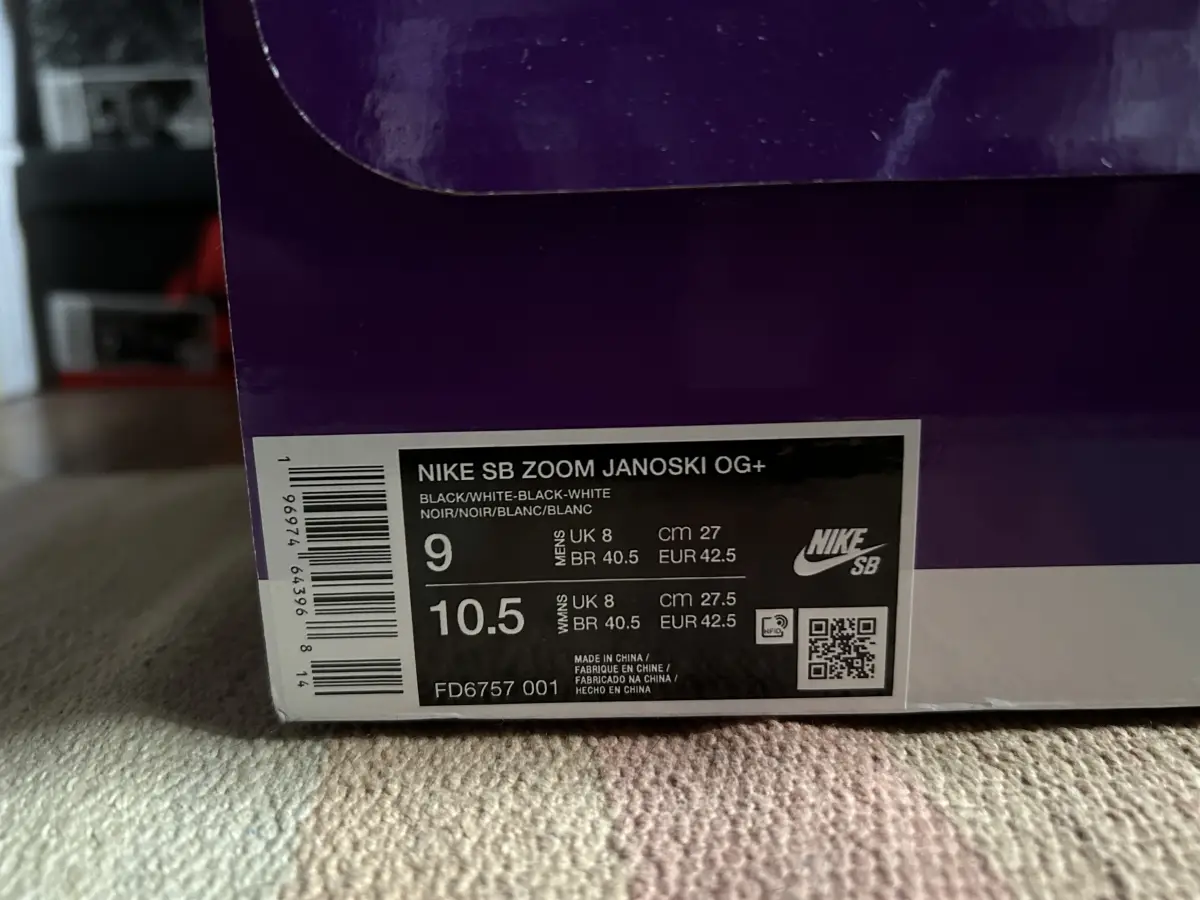 1 96974 64396 8 14
NIKE SB ZOOM JANOSKI OG+
BLACK/WHITE-BLACK-WHITE
NOIR/NOIR/BLANC/BLANC
9
MENS
UK 8
cm 27
BR 40.5
EUR 42.5
10.5
WMNS
UK 8
cm 27.5
BR 40.5
EUR 42.5
NIKE
SB
RFID
MADE IN CHINA /
FABRIQUE EN CHINE /
FABRICADO NA CHINA /
HECHO EN CHINA
FD6757 001